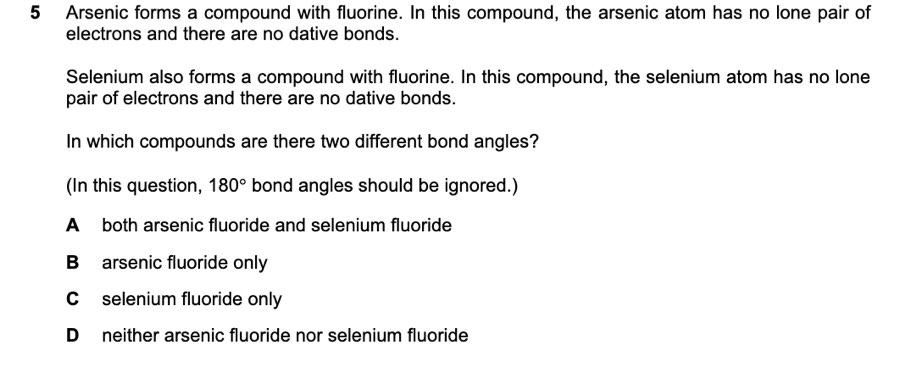 5 Arsenic forms a compound with fluorine. In this compound, the arsenic atom has no lone pair of
electrons and there are no dative bonds.
Selenium also forms a compound with fluorine. In this compound, the selenium atom has no lone
pair of electrons and there are no dative bonds.
In which compounds are there two different bond angles?
(In this question, 180° bond angles should be ignored.)
A both arsenic fluoride and selenium fluoride
B arsenic fluoride only
C selenium fluoride only
D neither arsenic fluoride nor selenium fluoride